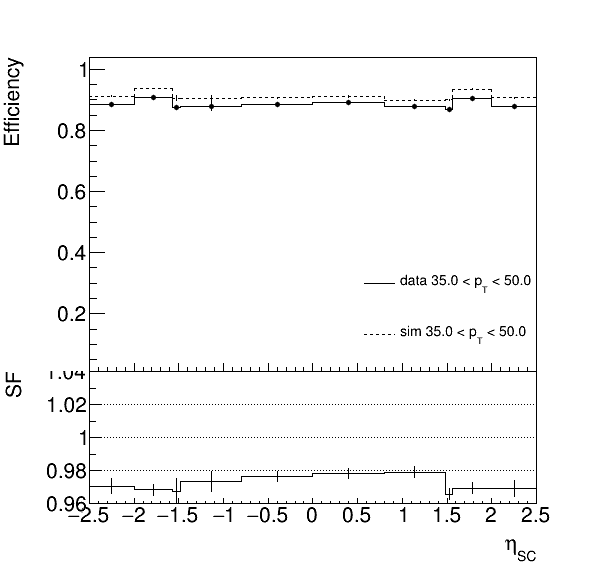 Efficiency
1
0.8
0.6
0.4
0.2
data 35.0 < p_T < 50.0
sim 35.0 < p_T < 50.0
SF
1.04
1.02
1
0.98
0.96
−2.5 −2 −1.5 −1 −0.5 0 0.5 1 1.5 2 2.5
η_SC